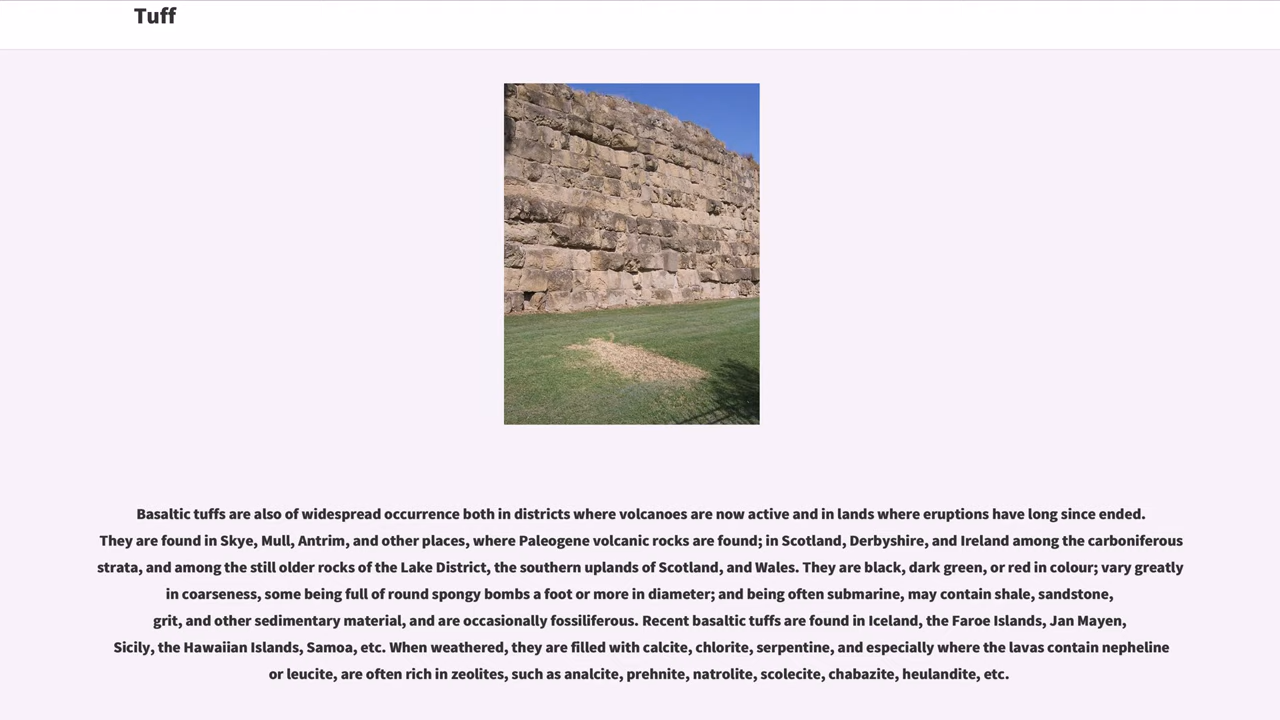 Tuff
Basaltic tuffs are also of widespread occurrence both in districts where volcanoes are now active and in lands where eruptions have long since ended.
They are found in Skye, Mull, Antrim, and other places, where Paleogene volcanic rocks are found; in Scotland, Derbyshire, and Ireland among the carboniferous
strata, and among the still older rocks of the Lake District, the southern uplands of Scotland, and Wales. They are black, dark green, or red in colour; vary greatly
in coarseness, some being full of round spongy bombs a foot or more in diameter; and being often submarine, may contain shale, sandstone,
grit, and other sedimentary material, and are occasionally fossiliferous. Recent basaltic tuffs are found in Iceland, the Faroe Islands, Jan Mayen,
Sicily, the Hawaiian Islands, Samoa, etc. When weathered, they are filled with calcite, chlorite, serpentine, and especially where the lavas contain nepheline
or leucite, are often rich in zeolites, such as analcite, prehnite, natrolite, scolecite, chabazite, heulandite, etc.